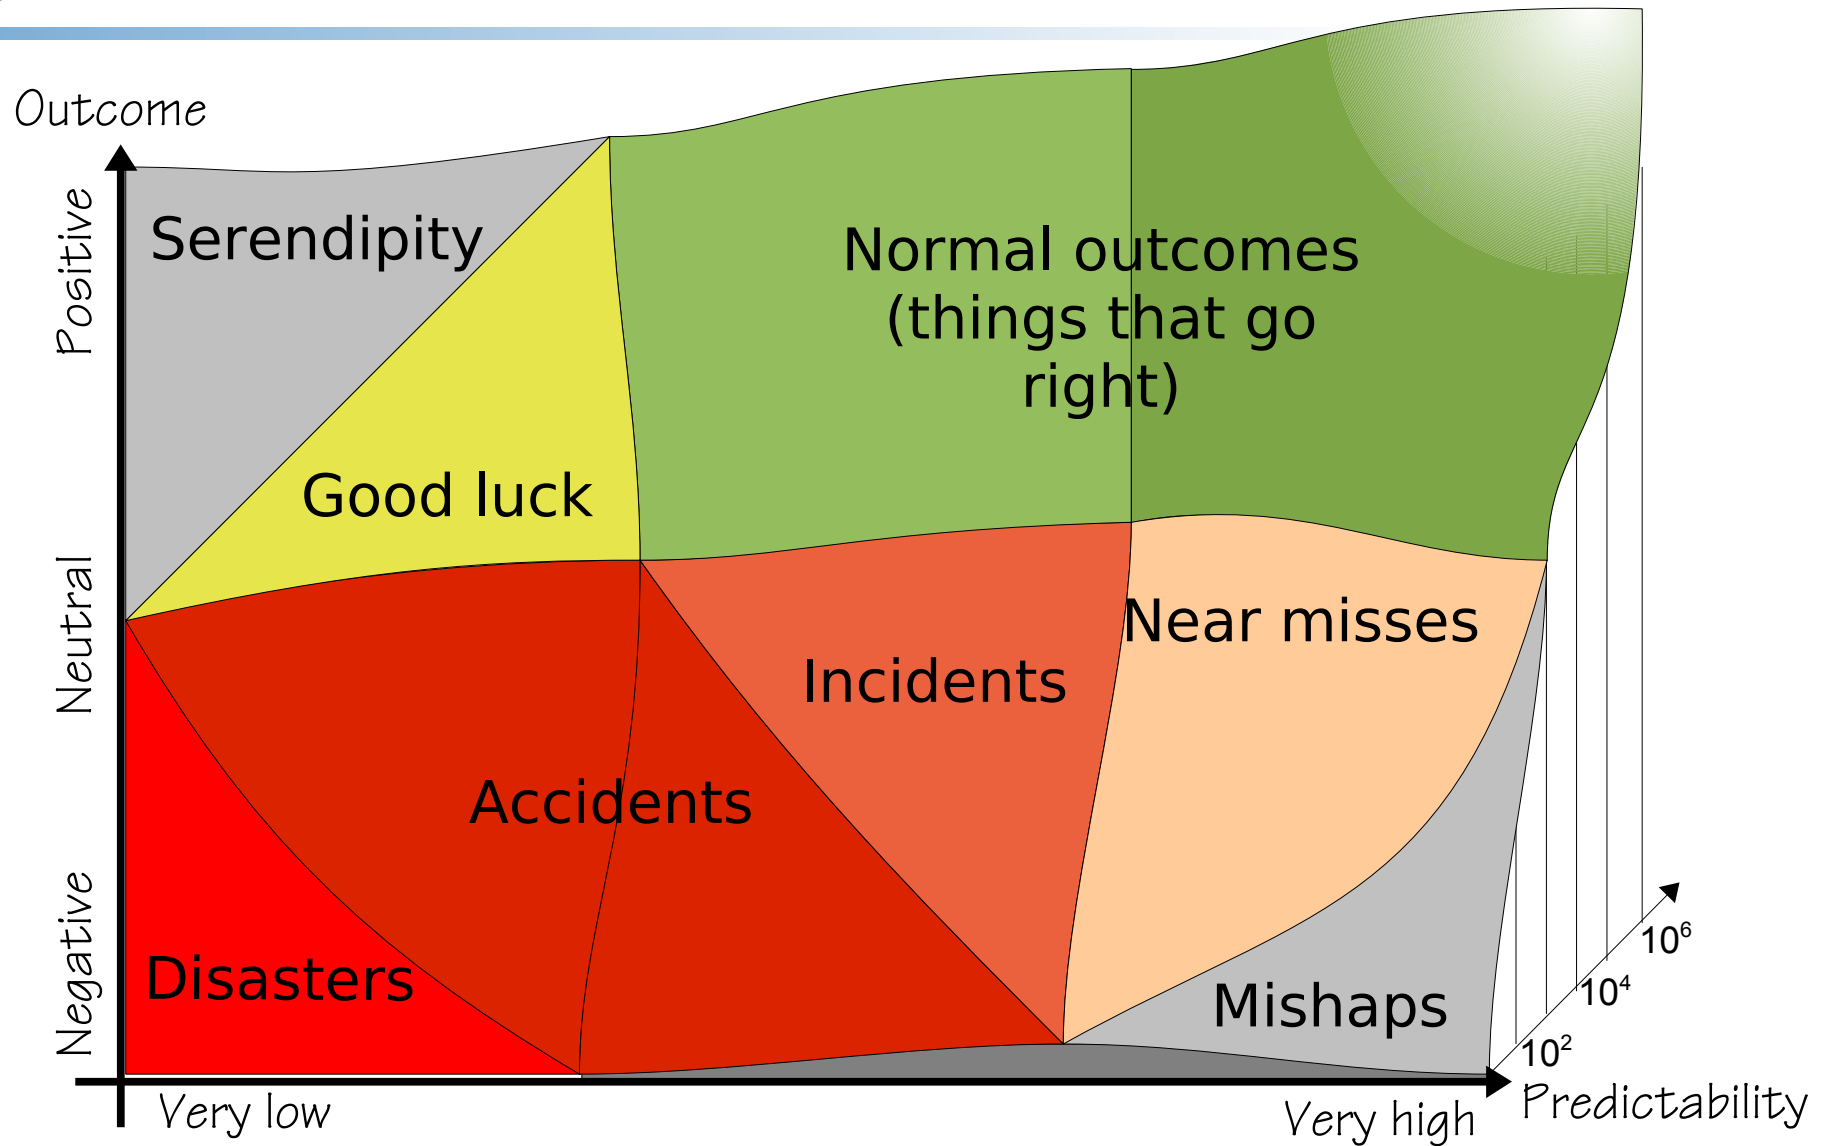 Outcome
Positive
Serendipity
Normal outcomes
(things that go
right)
Good luck
Neutral
Near misses
Incidents
Accidents
Negative
Disasters
Mishaps
10⁶
10⁴
10²
Very low
Very high
Predictability